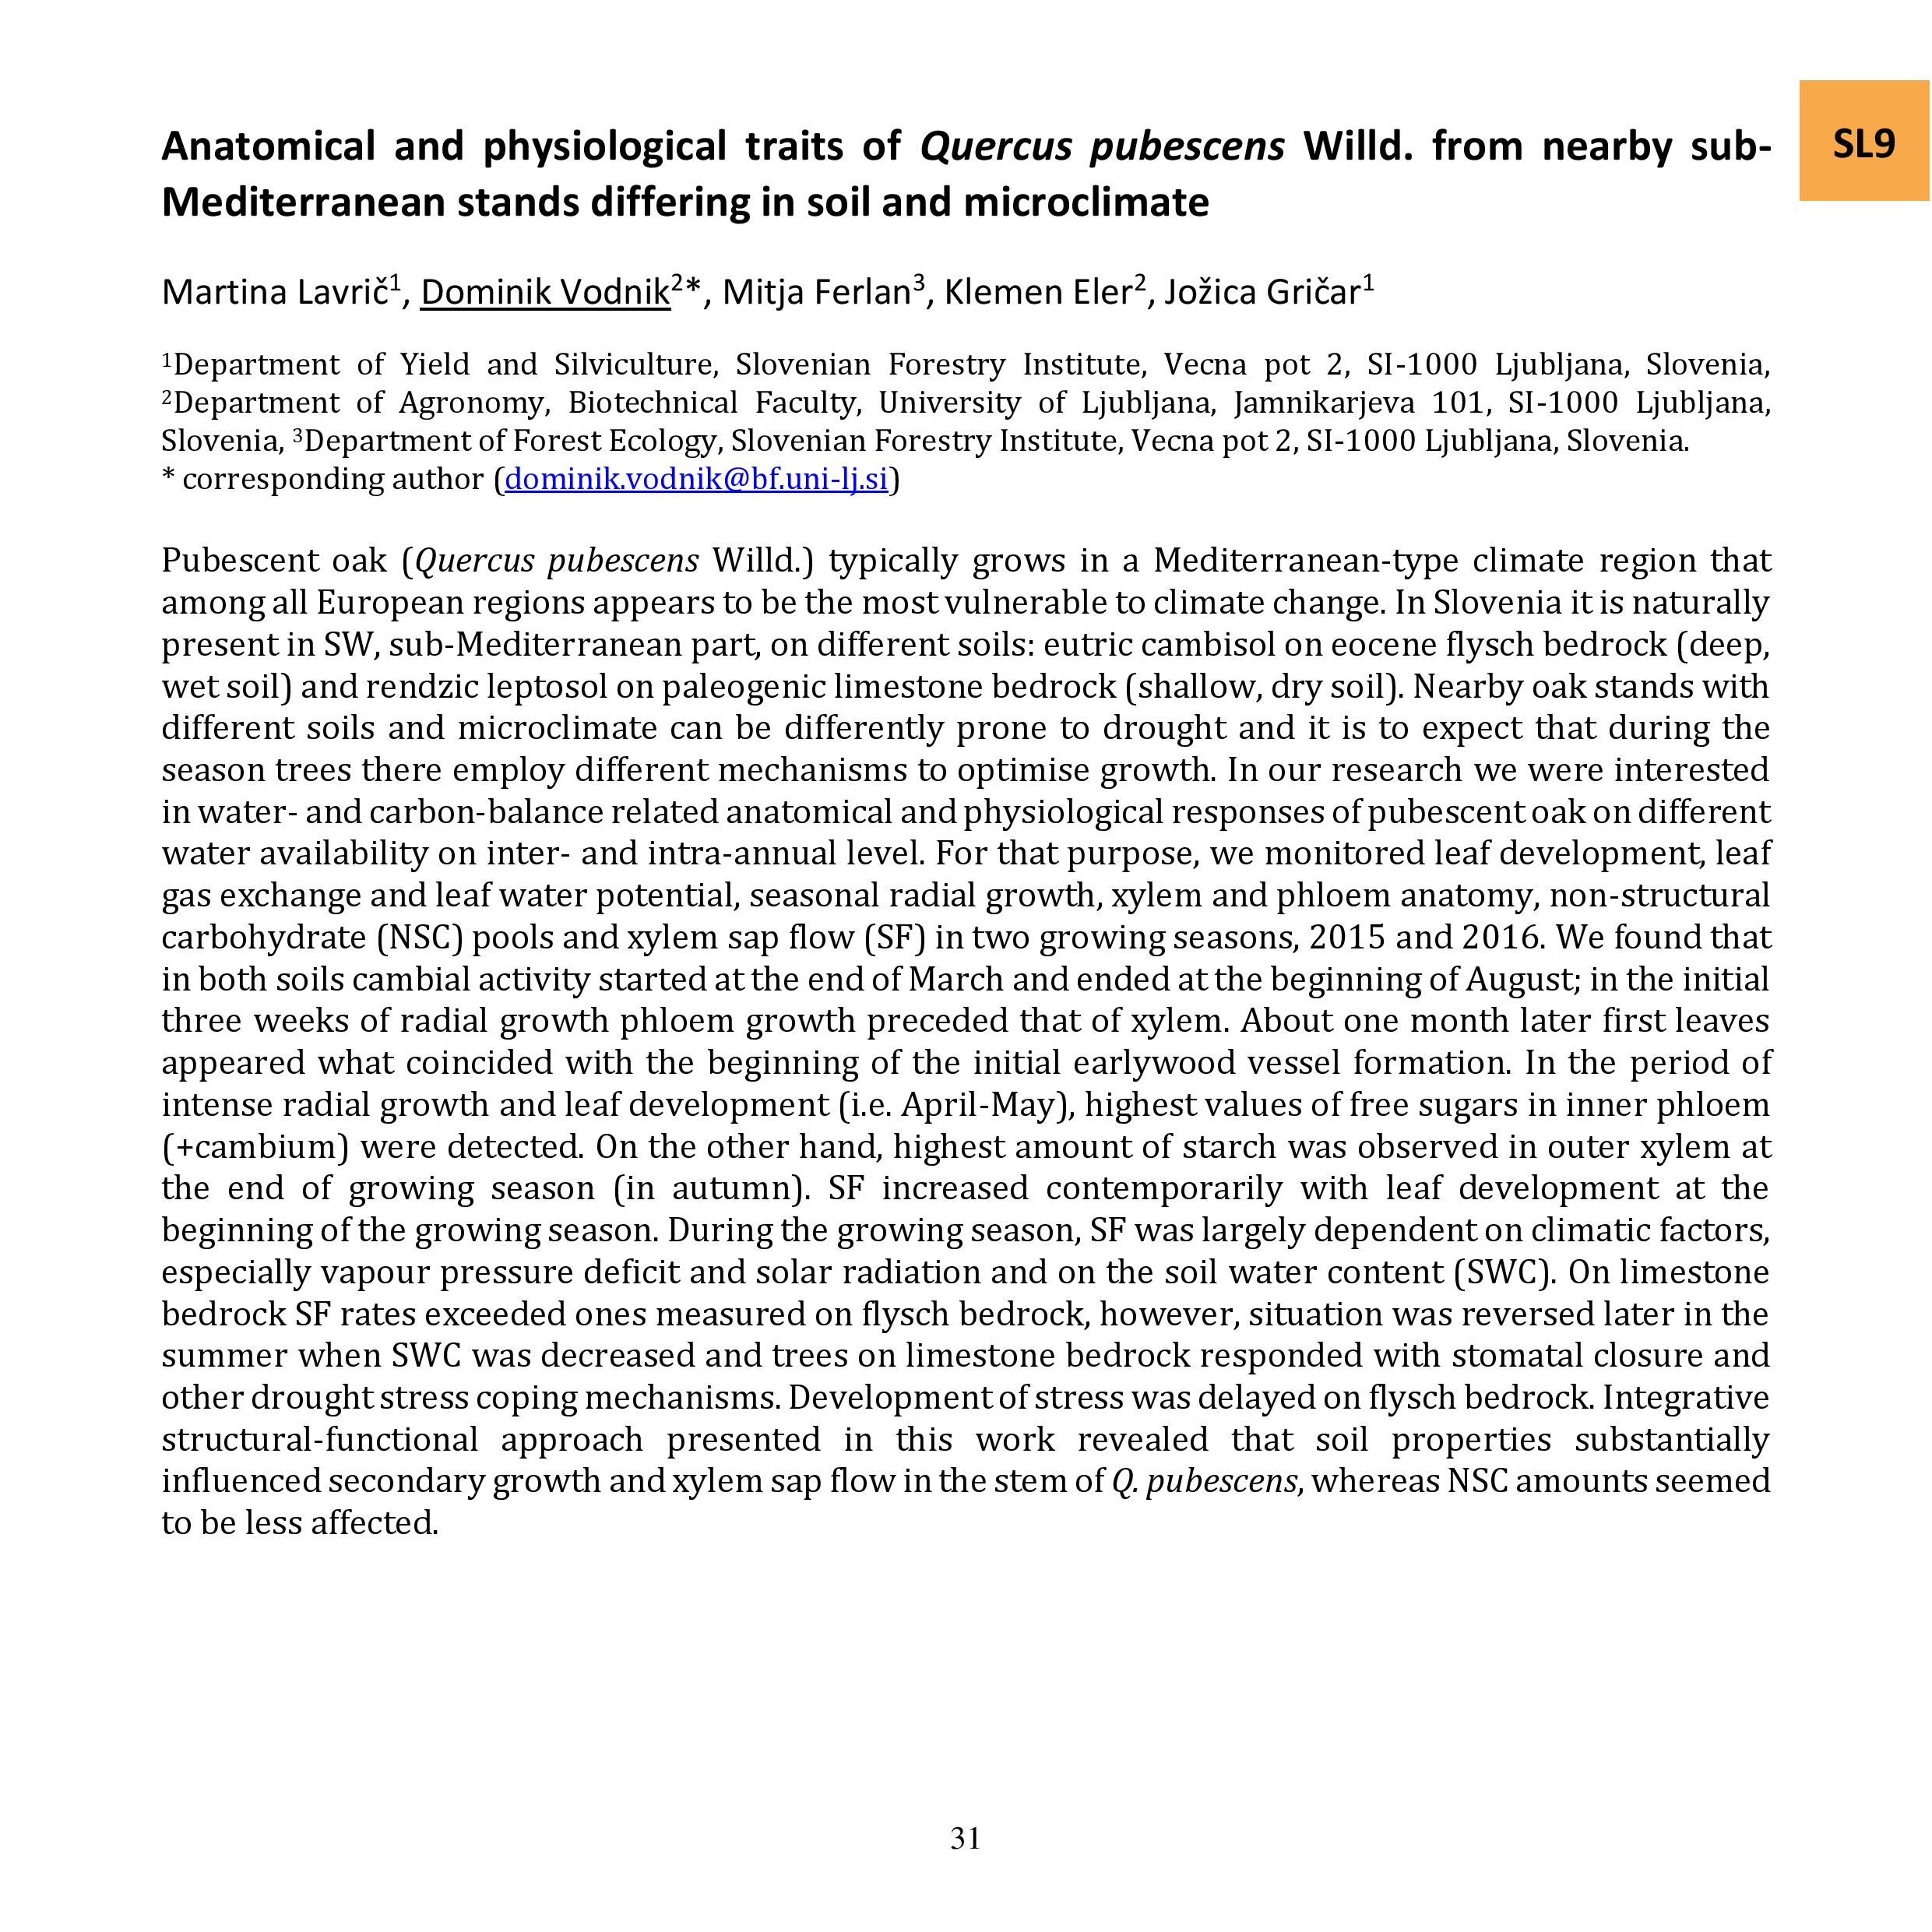 Anatomical and physiological traits of Quercus pubescens Willd. from nearby sub-
Mediterranean stands differing in soil and microclimate
SL9
Martina Lavrič¹, Dominik Vodnik²*, Mitja Ferlan³, Klemen Eler², Jožica Gričar¹
¹Department of Yield and Silviculture, Slovenian Forestry Institute, Vecna pot 2, SI-1000 Ljubljana, Slovenia,
²Department of Agronomy, Biotechnical Faculty, University of Ljubljana, Jamnikarjeva 101, SI-1000 Ljubljana,
Slovenia, ³Department of Forest Ecology, Slovenian Forestry Institute, Vecna pot 2, SI-1000 Ljubljana, Slovenia.
* corresponding author (dominik.vodnik@bf.uni-lj.si)
Pubescent oak (Quercus pubescens Willd.) typically grows in a Mediterranean-type climate region that
among all European regions appears to be the most vulnerable to climate change. In Slovenia it is naturally
present in SW, sub-Mediterranean part, on different soils: eutric cambisol on eocene flysch bedrock (deep,
wet soil) and rendzic leptosol on paleogenic limestone bedrock (shallow, dry soil). Nearby oak stands with
different soils and microclimate can be differently prone to drought and it is to expect that during the
season trees there employ different mechanisms to optimise growth. In our research we were interested
in water- and carbon-balance related anatomical and physiological responses of pubescent oak on different
water availability on inter- and intra-annual level. For that purpose, we monitored leaf development, leaf
gas exchange and leaf water potential, seasonal radial growth, xylem and phloem anatomy, non-structural
carbohydrate (NSC) pools and xylem sap flow (SF) in two growing seasons, 2015 and 2016. We found that
in both soils cambial activity started at the end of March and ended at the beginning of August; in the initial
three weeks of radial growth phloem growth preceded that of xylem. About one month later first leaves
appeared what coincided with the beginning of the initial earlywood vessel formation. In the period of
intense radial growth and leaf development (i.e. April-May), highest values of free sugars in inner phloem
(+cambium) were detected. On the other hand, highest amount of starch was observed in outer xylem at
the end of growing season (in autumn). SF increased contemporarily with leaf development at the
beginning of the growing season. During the growing season, SF was largely dependent on climatic factors,
especially vapour pressure deficit and solar radiation and on the soil water content (SWC). On limestone
bedrock SF rates exceeded ones measured on flysch bedrock, however, situation was reversed later in the
summer when SWC was decreased and trees on limestone bedrock responded with stomatal closure and
other drought stress coping mechanisms. Development of stress was delayed on flysch bedrock. Integrative
structural-functional approach presented in this work revealed that soil properties substantially
influenced secondary growth and xylem sap flow in the stem of Q. pubescens, whereas NSC amounts seemed
to be less affected.
31